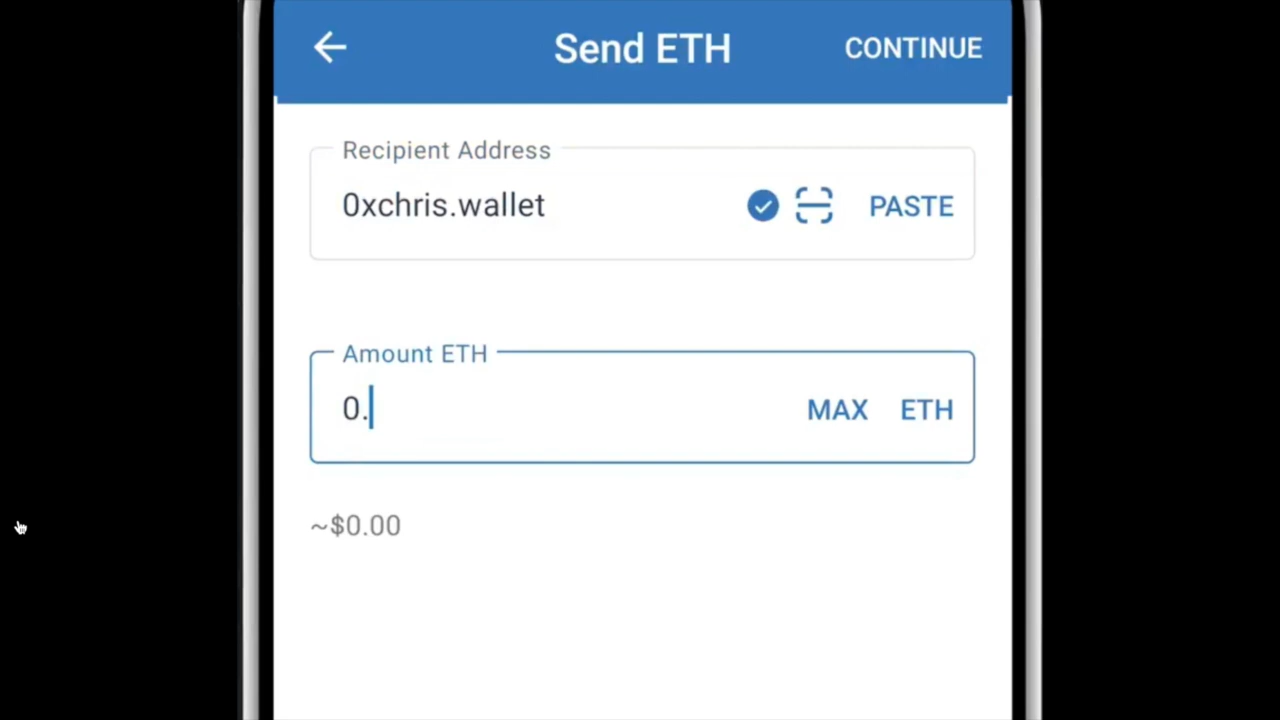 Send ETH CONTINUE
Recipient Address
0xchris.wallet PASTE
Amount ETH
0. MAX ETH
~$0.00